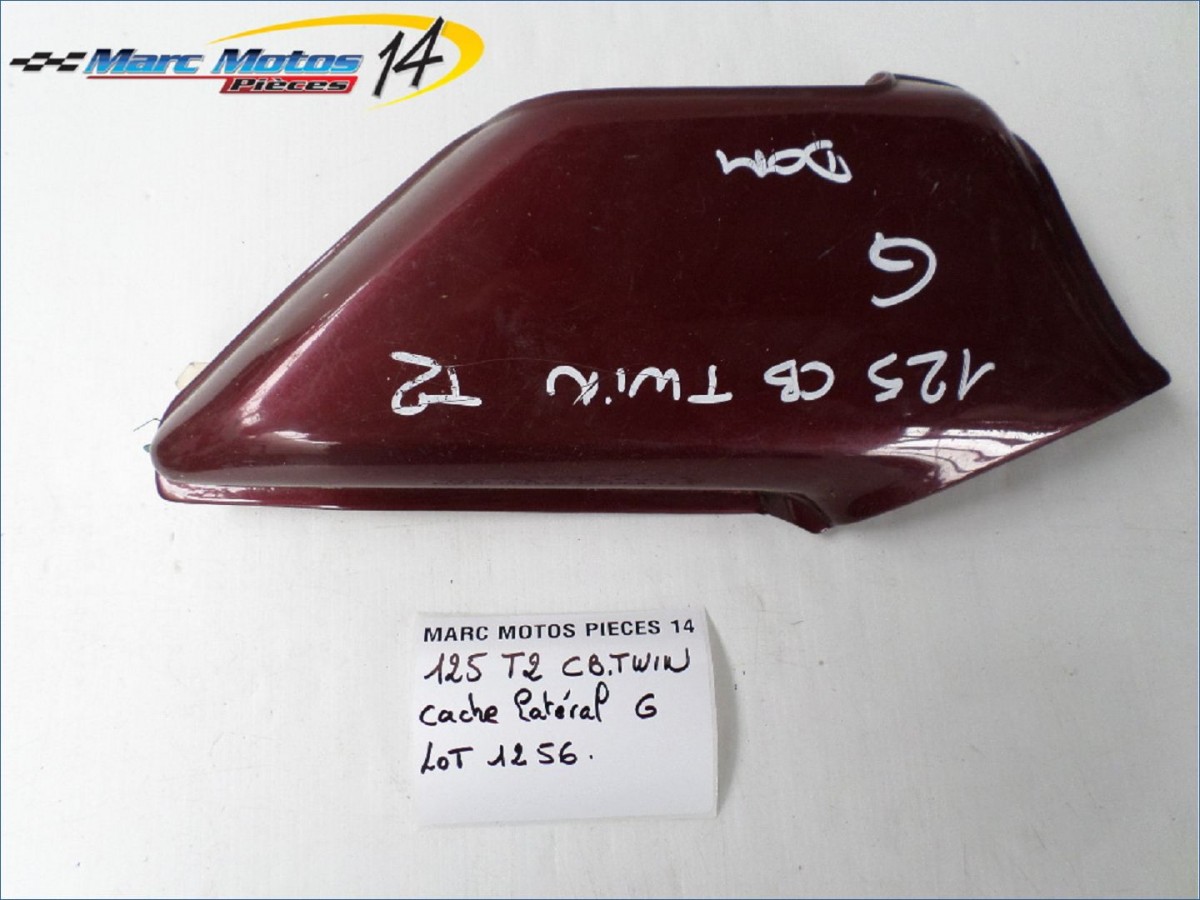 Marc Motos 14
Pièces
DOM
G
125 CB TWIN T2
MARC MOTOS PIECES 14
125 T2 CB.TWIN
cache latéral G
LOT 1256.